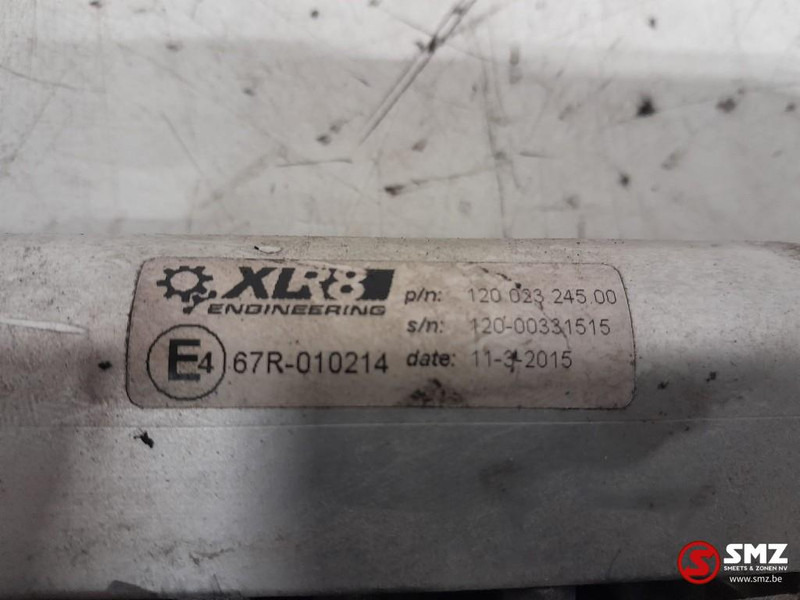 XLR8
ENGINEERING
p/n: 120 023 245.00
s/n: 120-00331515
date: 11-3-2015
E4 67R-010214
SMZ
SMEETS & ZONEN NV
www.smz.be